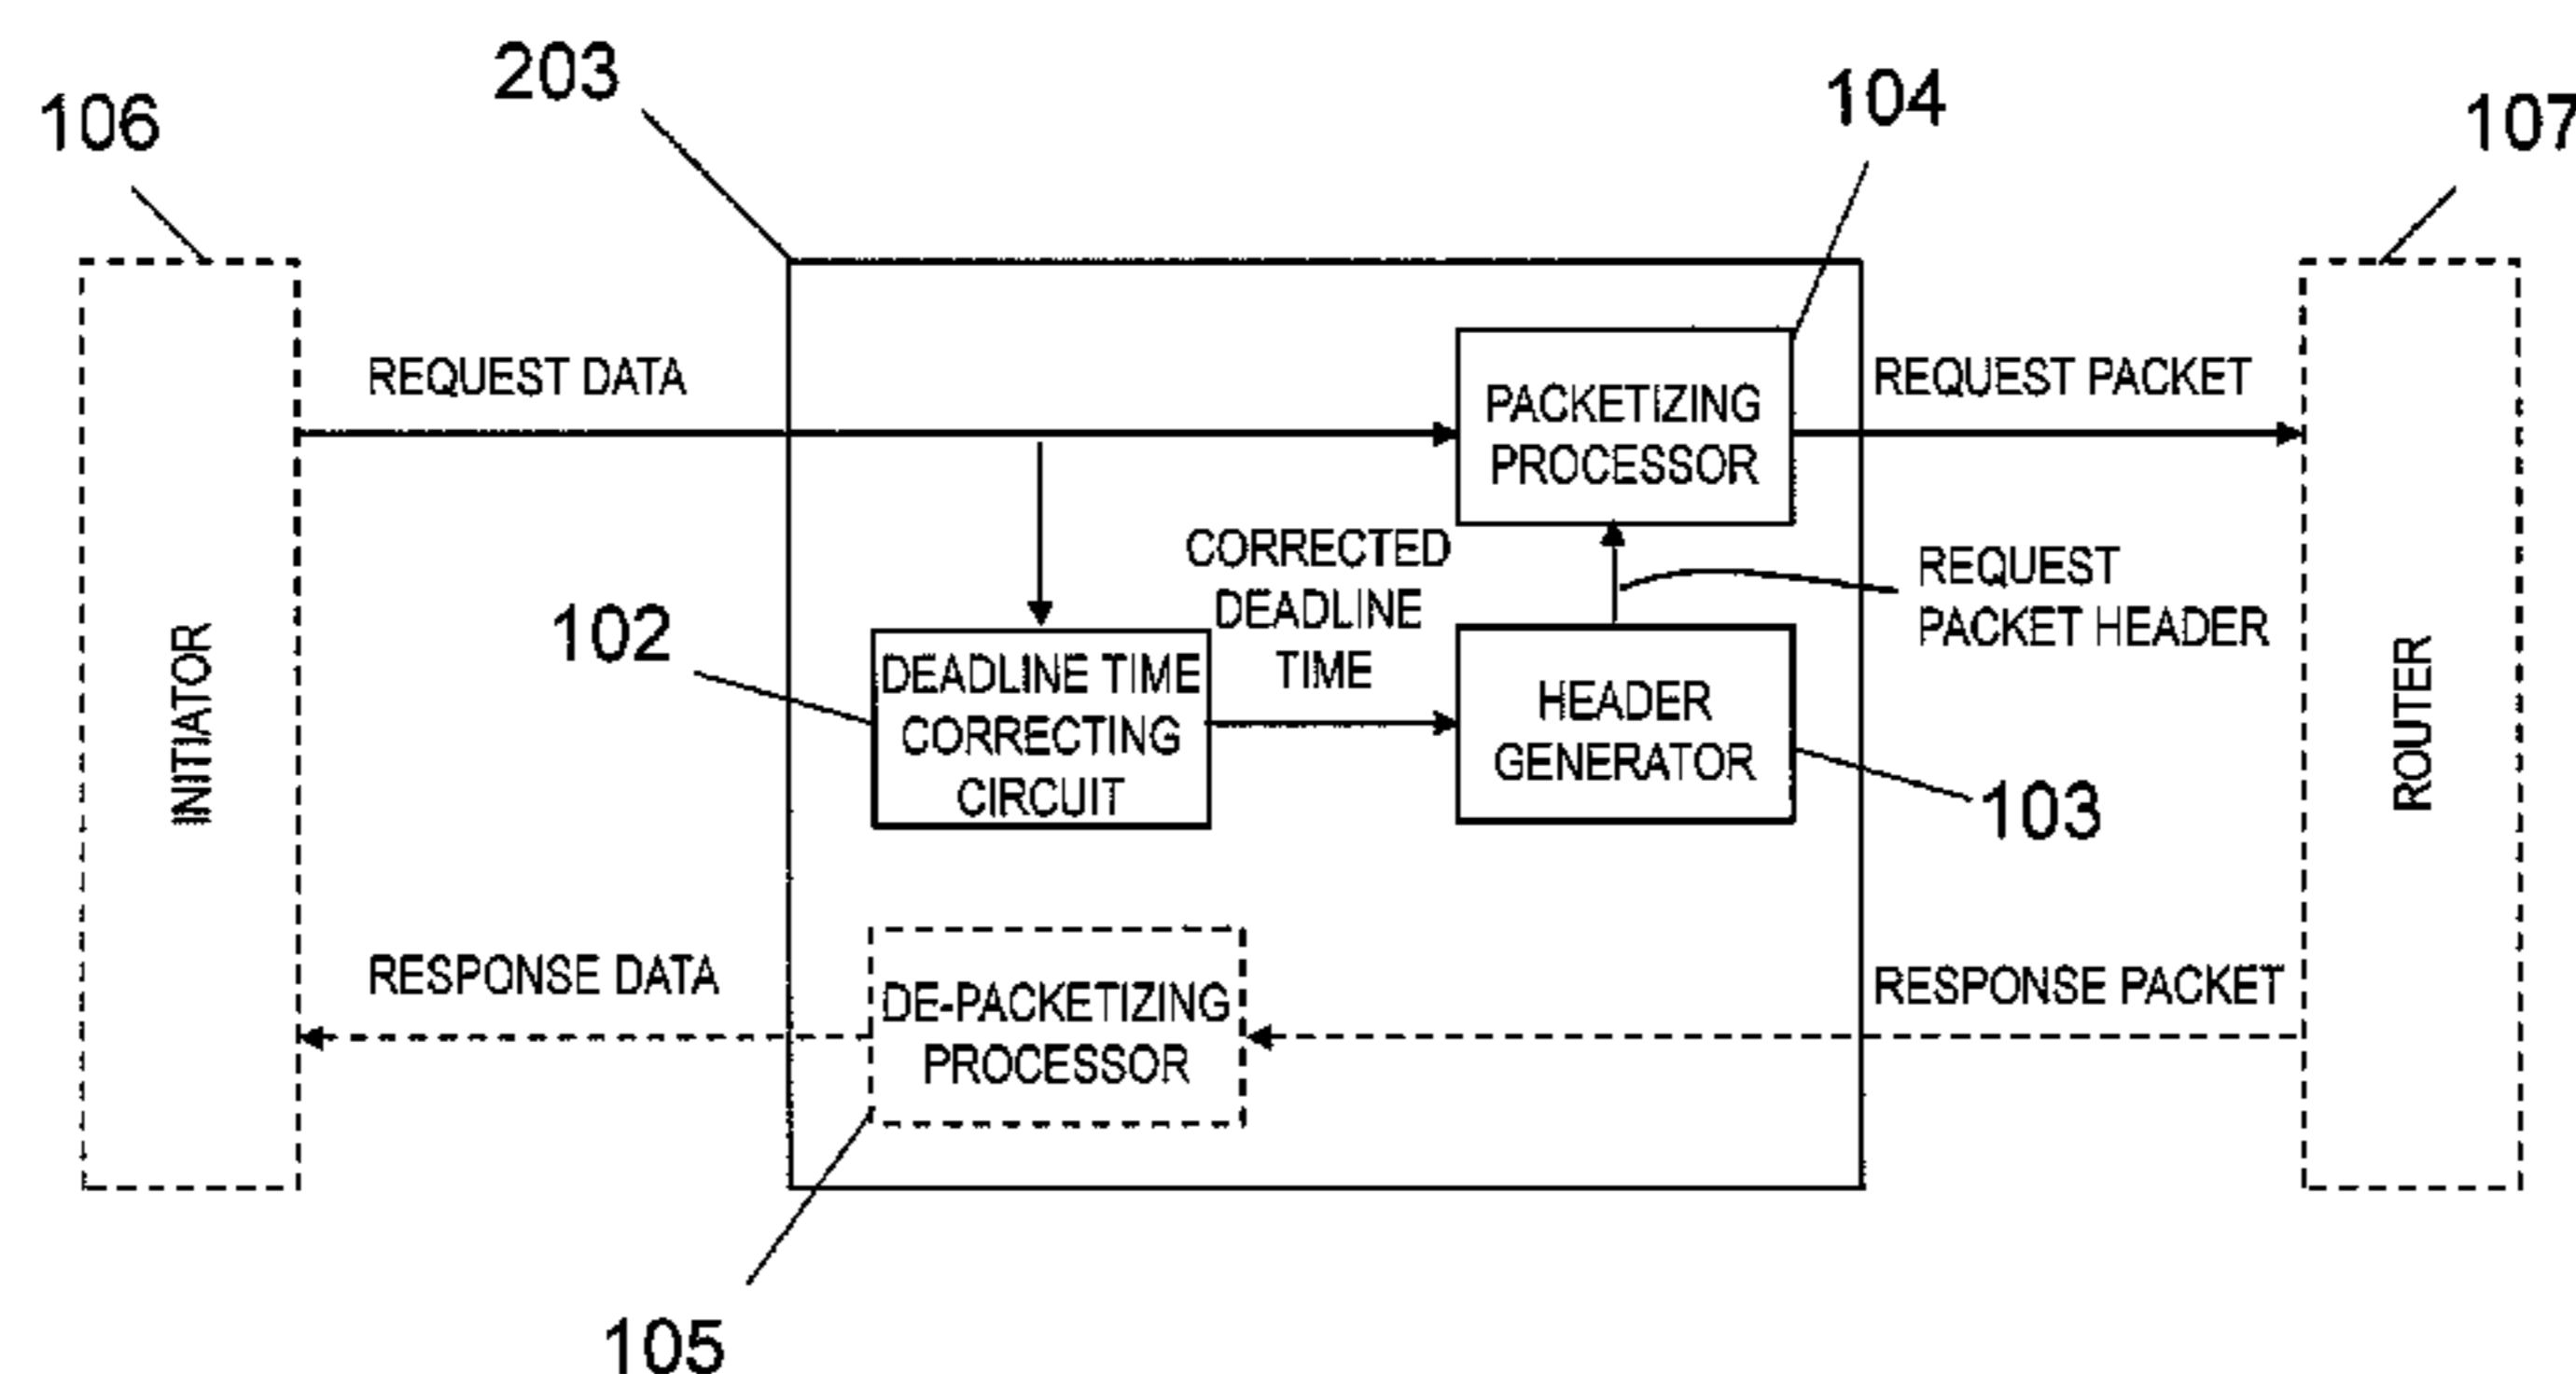 203
104
106
107
REQUEST DATA
REQUEST PACKET
PACKETIZING
PROCESSOR
CORRECTED
DEADLINE
TIME
REQUEST
PACKET HEADER
102
DEADLINE TIME
CORRECTING
CIRCUIT
HEADER
GENERATOR
INITIATOR
ROUTER
103
RESPONSE DATA
RESPONSE PACKET
DE-PACKETIZING
PROCESSOR
105